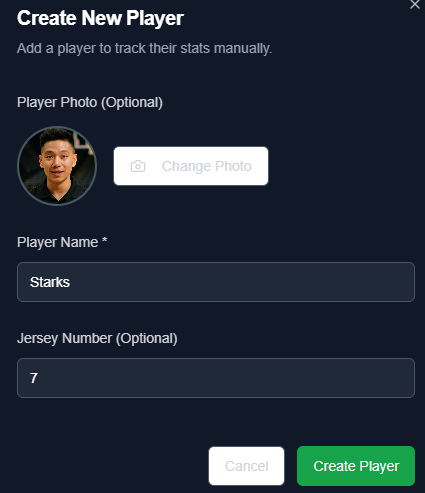 Create New Player
Add a player to track their stats manually.
Player Photo (Optional)
Change Photo
Player Name *
Starks
Jersey Number (Optional)
7
Cancel
Create Player